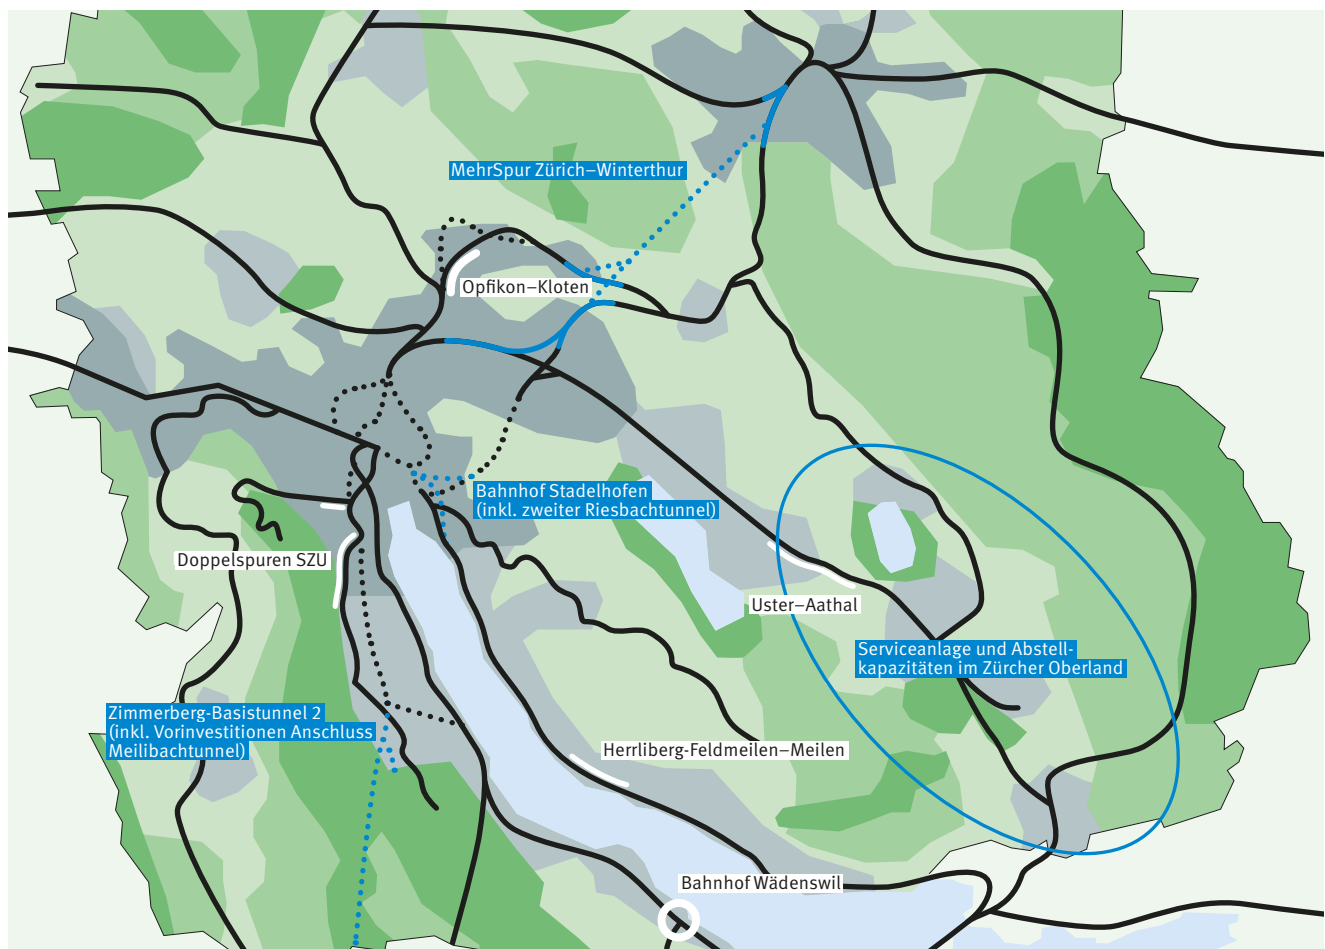 MehrSpur Zürich–Winterthur
Opfikon–Kloten
Bahnhof Stadelhofen
(inkl. zweiter Riesbachtunnel)
Doppelspuren SZU
Uster–Aathal
Serviceanlage und Abstell-
kapazitäten im Zürcher Oberland
Zimmerberg-Basistunnel 2
(inkl. Vorinvestitionen Anschluss
Meilibachtunnel)
Herrliberg-Feldmeilen–Meilen
Bahnhof Wädenswil